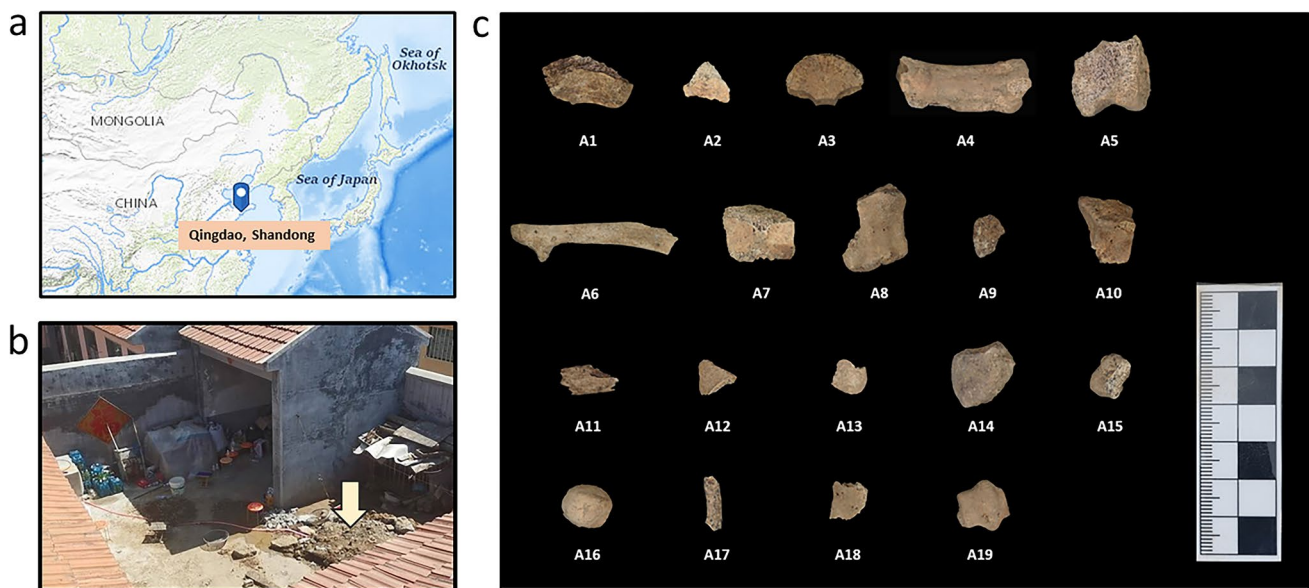 a
Sea of
Okhotsk
MONGOLIA
Sea of Japan
CHINA
Qingdao, Shandong
b
c
A1 A2 A3 A4 A5
A6 A7 A8 A9 A10
A11 A12 A13 A14 A15
A16 A17 A18 A19